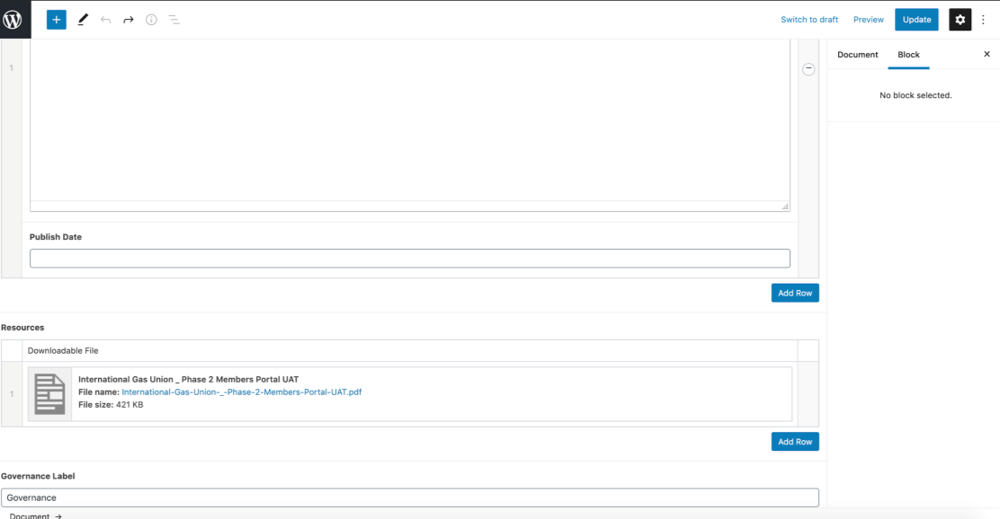 Switch to draft Preview Update
Document Block
1
No block selected.
Publish Date
Add Row
Resources
Downloadable File
1
International Gas Union _ Phase 2 Members Portal UAT
File name: International-Gas-Union-_-Phase-2-Members-Portal-UAT.pdf
File size: 421 KB
Add Row
Governance Label
Governance
Document →